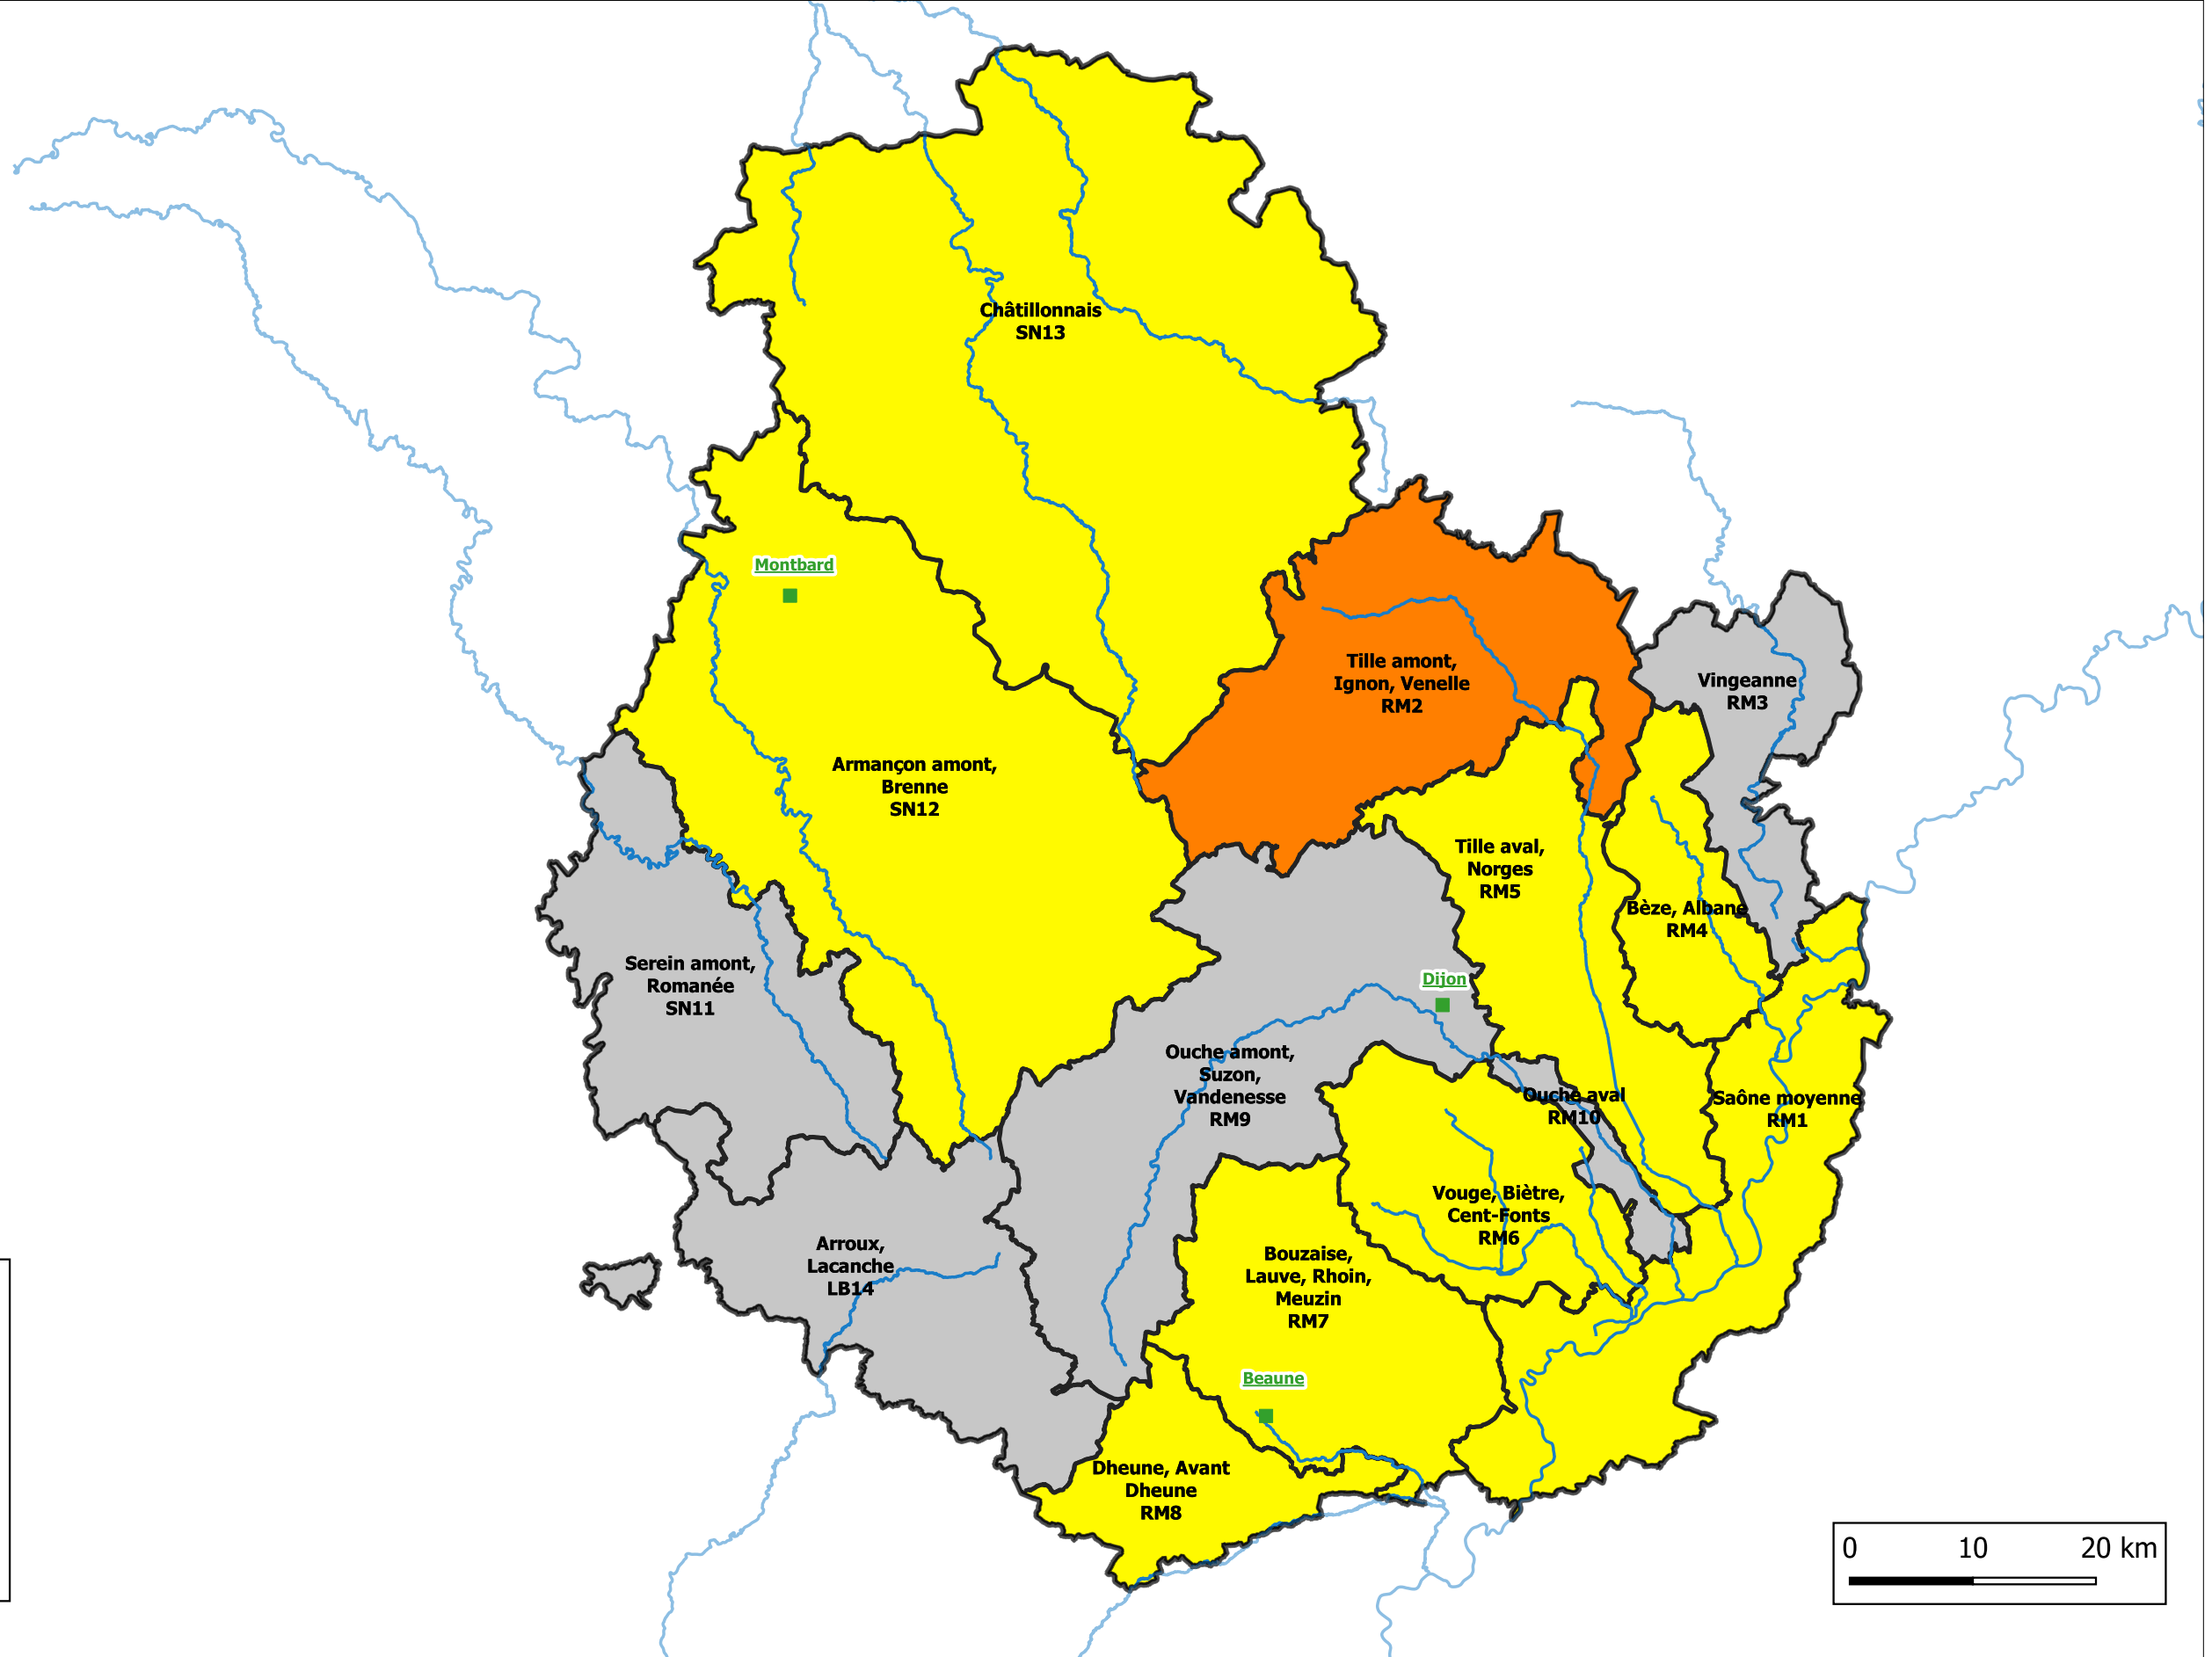 Châtillonnais
SN13
Montbard
Tille amont,
Ignon, Venelle
RM2
Vingeanne
RM3
Armançon amont,
Brenne
SN12
Tille aval,
Norges
RM5
Bèze, Albane
RM4
Serein amont,
Romanée
SN11
Dijon
Ouche amont,
Suzon,
Vandenesse
RM9
Ouche aval
RM10
Saône moyenne
RM1
Vouge, Biètre,
Cent-Fonts
RM6
Arroux,
Lacanche
LB14
Bouzaise,
Lauve, Rhoin,
Meuzin
RM7
Beaune
Dheune, Avant
Dheune
RM8
0 10 20 km